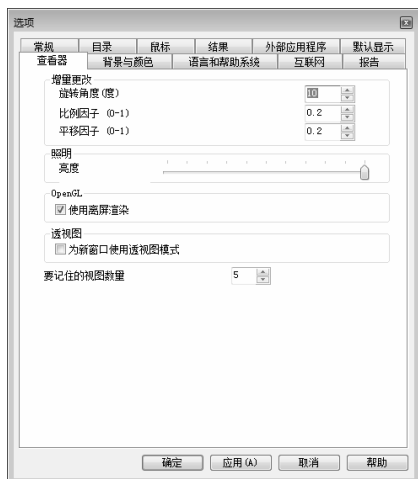 选项
常规 目录 鼠标 结果 外部应用程序 默认显示
查看器 背景与颜色 语言和帮助系统 互联网 报告
增量更改
旋转角度(度) 10
比例因子 (0-1) 0.2
平移因子 (0-1) 0.2
照明
亮度
OpenGL
使用离屏渲染
透视图
为新窗口使用透视图模式
要记住的视图数量 5
确定 应用(A) 取消 帮助